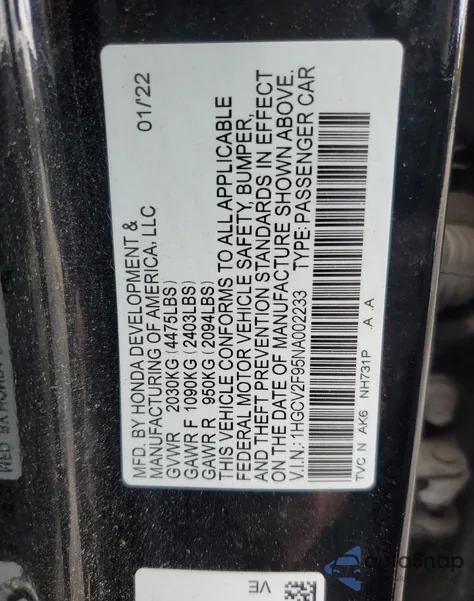 MFD. BY HONDA DEVELOPMENT & 01/'22
MANUFACTURING OF AMERICA, LLC
GVWR 2030KG (4475LBS)
GAWR F 1090KG (2403LBS)
GAWR R 950KG (2094LBS)
THIS VEHICLE CONFORMS TO ALL APPLICABLE
FEDERAL MOTOR VEHICLE SAFETY, BUMPER,
AND THEFT PREVENTION STANDARDS IN EFFECT
ON THE DATE OF MANUFACTURE SHOWN ABOVE.
V.I.N.: 1HGCV2F95NA002233 TYPE: PASSENGER CAR
TVC N AK6 NH731P .A .A
VE
autoSnap